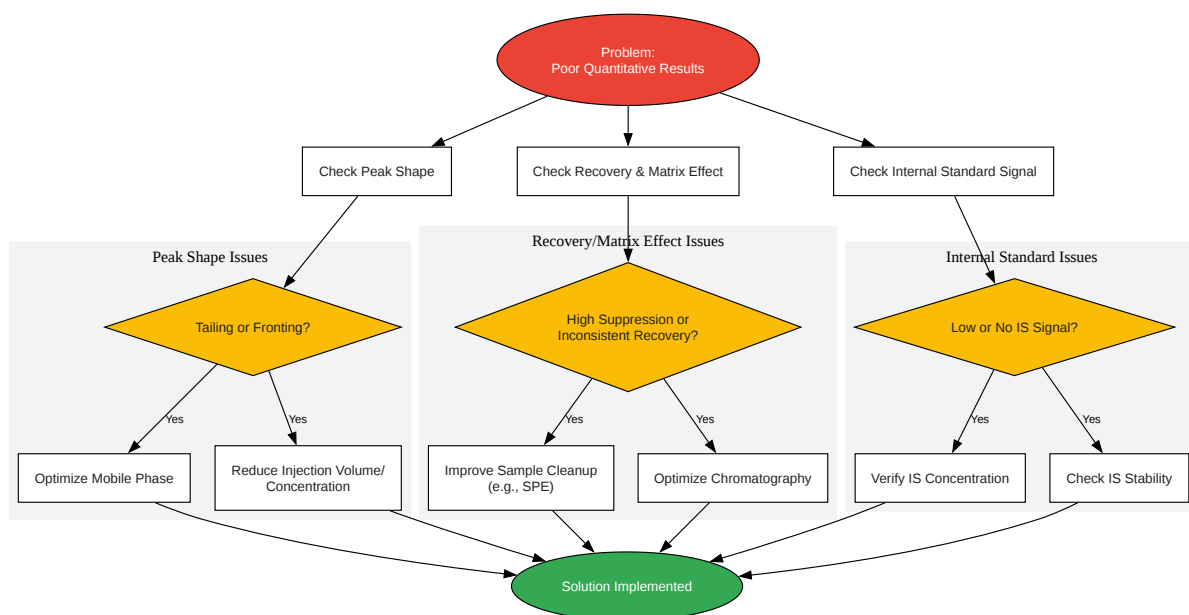 Problem:
Poor Quantitative Results
Check Peak Shape
Check Recovery & Matrix Effect
Check Internal Standard Signal
Peak Shape Issues
Recovery/Matrix Effect Issues
Internal Standard Issues
Tailing or Fronting?
High Suppression or
Inconsistent Recovery?
Low or No IS Signal?
Yes
Yes
Yes
Yes
Yes
Yes
Optimize Mobile Phase
Reduce Injection Volume/
Concentration
Improve Sample Cleanup
(e.g., SPE)
Optimize Chromatography
Verify IS Concentration
Check IS Stability
Solution Implemented